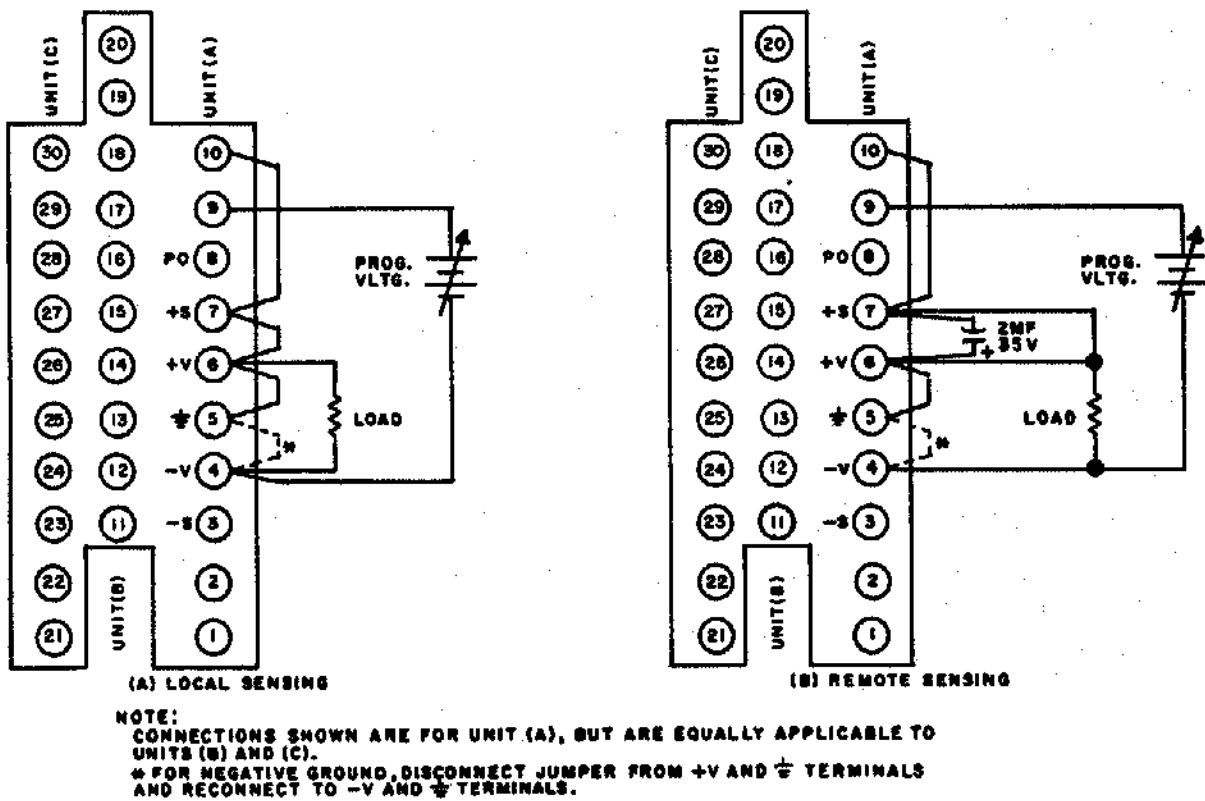 UNIT(C) 20 UNIT(A)
19
30 18 10
29 17 9
28 16 PO 8
27 15 +S 7
26 14 +V 6
25 13 ⏚ 5 *
24 12 -V 4
23 11 -S 3
22 2
21 UNIT(B) 1
PROG.
VLTG.
LOAD
(A) LOCAL SENSING
UNIT(C) 20 UNIT(A)
19
30 18 10
29 17 9
28 16 PO 8
27 15 +S 7
26 14 +V 6
25 13 ⏚ 5 *
24 12 -V 4
23 11 -S 3
22 2
21 UNIT(B) 1
PROG.
VLTG.
2MF
35V
+
LOAD
(B) REMOTE SENSING
NOTE:
CONNECTIONS SHOWN ARE FOR UNIT (A), BUT ARE EQUALLY APPLICABLE TO
UNITS (B) AND (C).
* FOR NEGATIVE GROUND, DISCONNECT JUMPER FROM +V AND ⏚ TERMINALS
AND RECONNECT TO -V AND ⏚ TERMINALS.